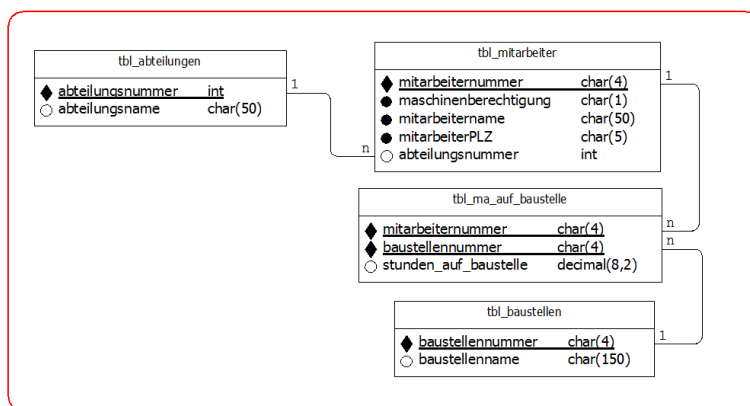 tbl_abteilungen
abteilungsnummer int
abteilungsname char(50)
1
n
tbl_mitarbeiter
mitarbeiternummer char(4)
maschinenberechtigung char(1)
mitarbeitername char(50)
mitarbeiterPLZ char(5)
abteilungsnummer int
1
tbl_ma_auf_baustelle
mitarbeiternummer char(4)
baustellennummer char(4)
stunden_auf_baustelle decimal(8,2)
n
n
tbl_baustellen
baustellennummer char(4)
baustellenname char(150)
1